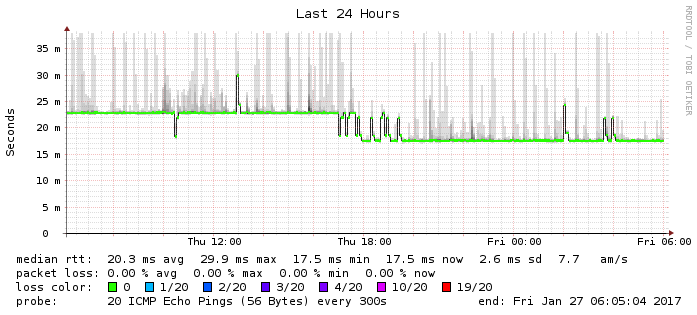 Last 24 Hours
RRDTOOL / TOBI OETIKER
Seconds
35 m
30 m
25 m
20 m
15 m
10 m
5 m
0
Thu 12:00 Thu 18:00 Fri 00:00 Fri 06:00
median rtt: 20.3 ms avg 29.9 ms max 17.5 ms min 17.5 ms now 2.6 ms sd 7.7 am/s
packet loss: 0.00 % avg 0.00 % max 0.00 % min 0.00 % now
loss color: 0 1/20 2/20 3/20 4/20 10/20 19/20
probe: 20 ICMP Echo Pings (56 Bytes) every 300s end: Fri Jan 27 06:05:04 2017